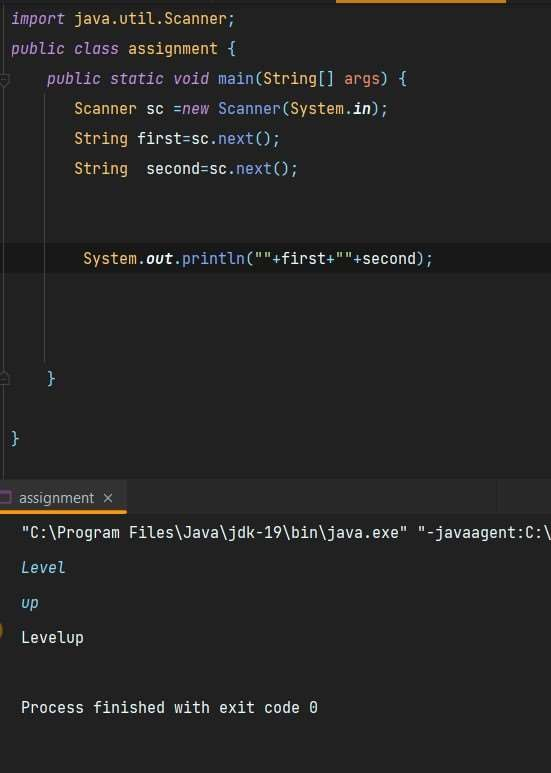 import java.util.Scanner;
public class assignment {
public static void main(String[] args) {
Scanner sc =new Scanner(System.in);
String first=sc.next();
String  second=sc.next();
System.out.println(""+first+""+second);
}
}
assignment ×
"C:\Program Files\Java\jdk-19\bin\java.exe" "-javaagent:C:\
Level
up
Levelup
Process finished with exit code 0